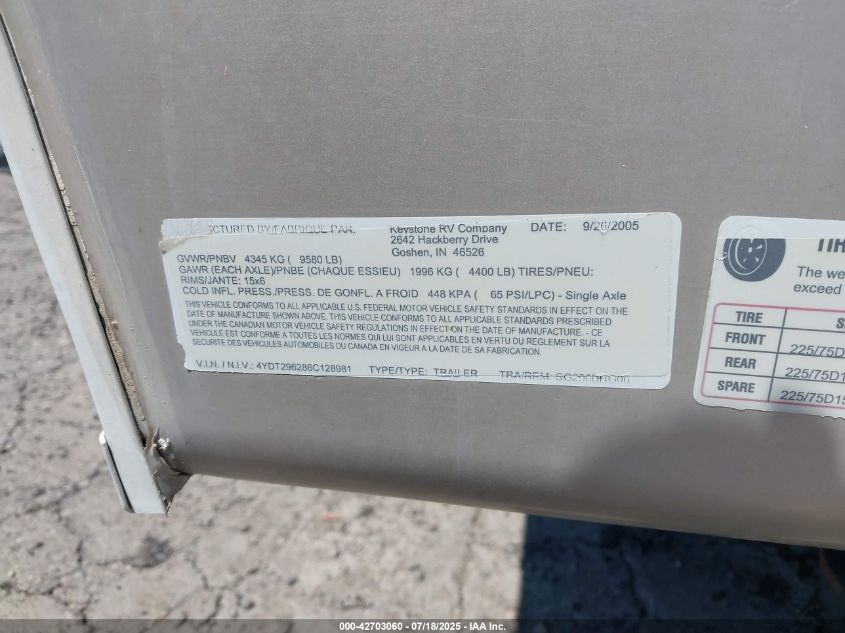 MANUFACTURED BY/FABRIQUE PAR: Keystone RV Company DATE: 9/26/2005
2642 Hackberry Drive
Goshen, IN 46526
GVWR/PNBV 4345 KG ( 9580 LB)
GAWR (EACH AXLE)/PNBE (CHAQUE ESSIEU) 1996 KG ( 4400 LB) TIRES/PNEU:
RIMS/JANTE: 15x6
COLD INFL. PRESS./PRESS. DE GONFL. A FROID 448 KPA ( 65 PSI/LPC) - Single Axle
THIS VEHICLE CONFORMS TO ALL APPLICABLE U.S. FEDERAL MOTOR VEHICLE SAFETY STANDARDS IN EFFECT ON THE
DATE OF MANUFACTURE SHOWN ABOVE. THIS VEHICLE CONFORMS TO ALL APPLICABLE STANDARDS PRESCRIBED
UNDER THE CANADIAN MOTOR VEHICLE SAFETY REGULATIONS IN EFFECT ON THE DATE OF MANUFACTURE. - CE
VEHICULE EST CONFORME A TOUTES LES NORMES QUI LUI SONT APPLICABLES EN VERTU DU REGLEMENT SUR LA
SECURITE DES VEHICULES AUTOMOBILES DU CANADA EN VIGEUR A LA DATE DE SA FABRICATION.
V.I.N. / N.I.V.: 4YDT296286C128981 TYPE/TYPE: TRAILER TRA/REM:
The we
exceed
TIRE S
FRONT 225/75D15
REAR 225/75D15
SPARE 225/75D15
000-42703060 - 07/18/2025 - IAA Inc.